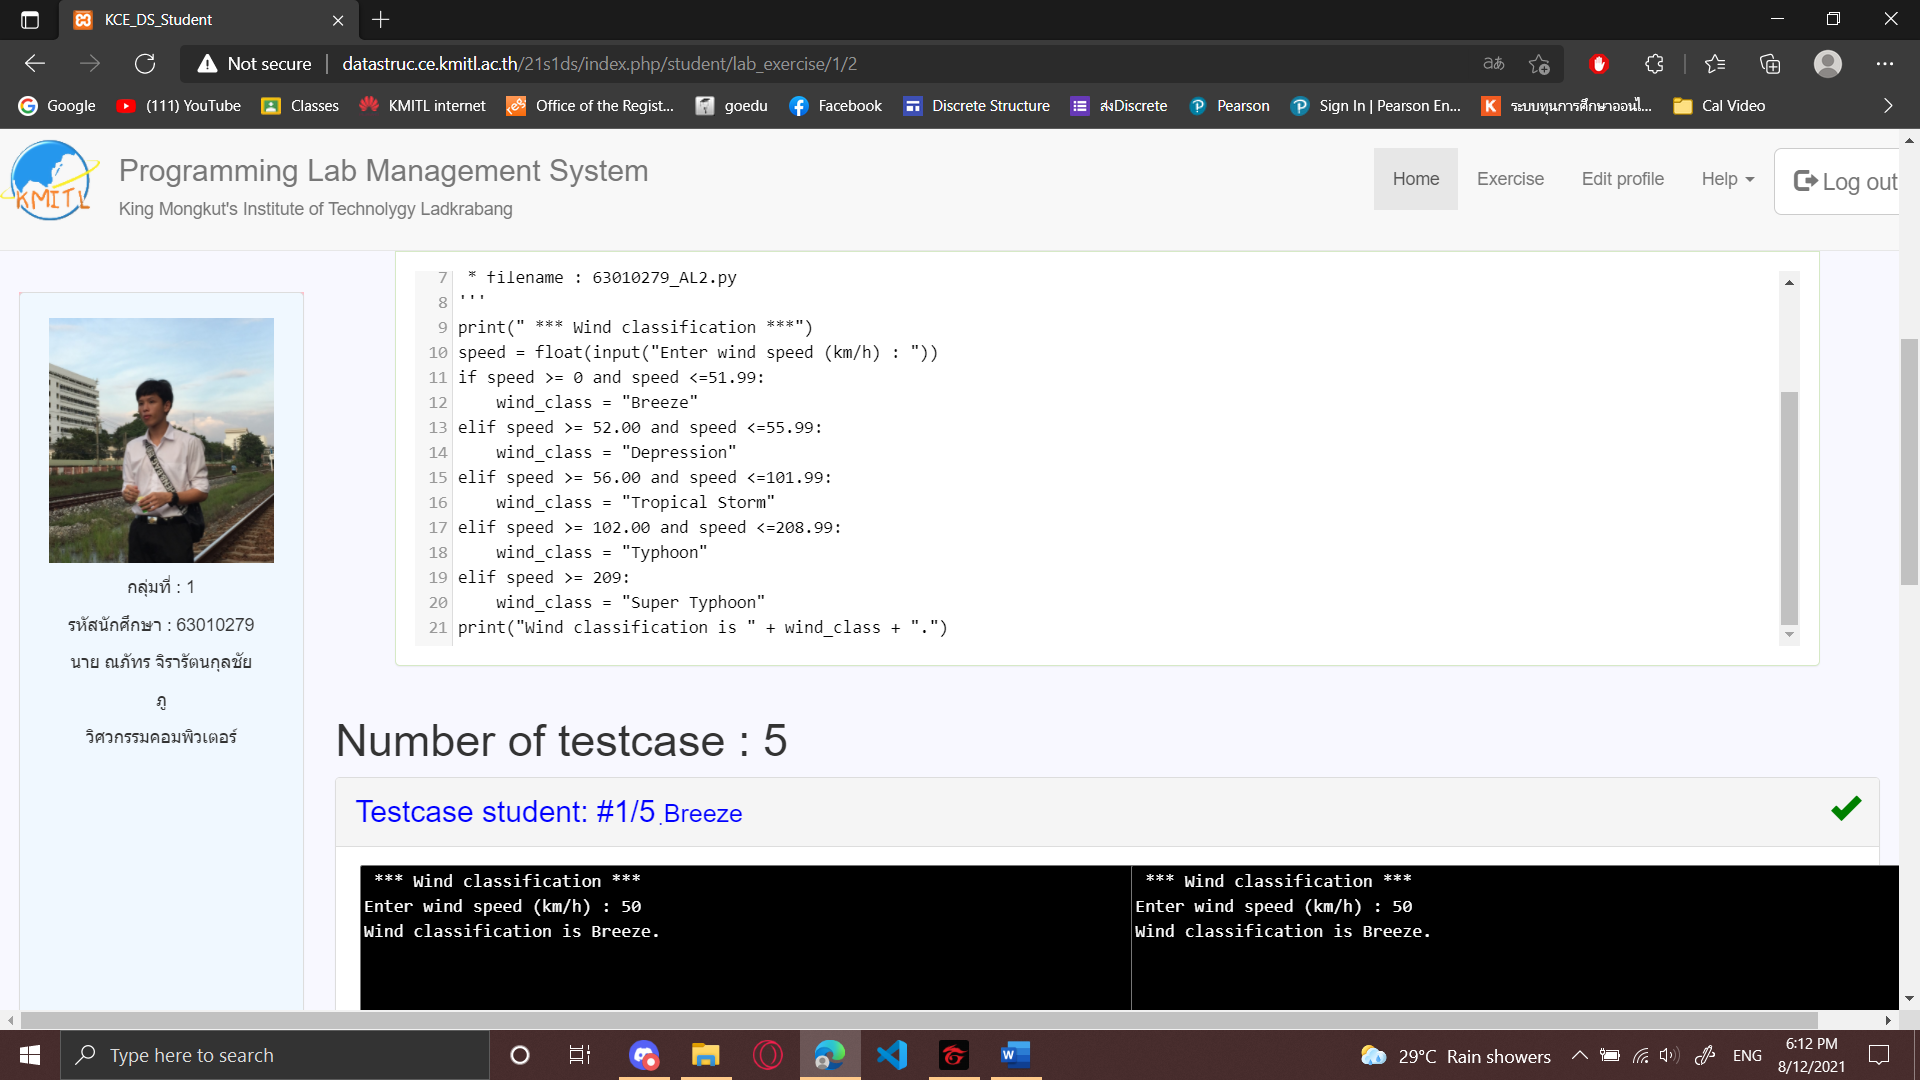 KCE_DS_Student
Not secure
datastruc.ce.kmitl.ac.th/21s1ds/index.php/student/lab_exercise/1/2
Google
(111) YouTube
Classes
KMITL internet
Office of the Regist...
goedu
Facebook
Discrete Structure
ส่งDiscrete
Pearson
Sign In | Pearson En...
ระบบทุนการศึกษาออนไ...
Cal Video
KMITL
Programming Lab Management System
King Mongkut's Institute of Technolygy Ladkrabang
Home
Exercise
Edit profile
Help
Log out
7 * filename : 63010279_AL2.py
8 '''
9 print(" *** Wind classification ***")
10 speed = float(input("Enter wind speed (km/h) : "))
11 if speed >= 0 and speed <=51.99:
12     wind_class = "Breeze"
13 elif speed >= 52.00 and speed <=55.99:
14     wind_class = "Depression"
15 elif speed >= 56.00 and speed <=101.99:
16     wind_class = "Tropical Storm"
17 elif speed >= 102.00 and speed <=208.99:
18     wind_class = "Typhoon"
19 elif speed >= 209:
20     wind_class = "Super Typhoon"
21 print("Wind classification is " + wind_class + ".")
กลุ่มที่ : 1
รหัสนักศึกษา : 63010279
นาย ณภัทร จิรารัตนกุลชัย
ภู
วิศวกรรมคอมพิวเตอร์
Number of testcase : 5
Testcase student: #1/5 Breeze
*** Wind classification ***
Enter wind speed (km/h) : 50
Wind classification is Breeze.
*** Wind classification ***
Enter wind speed (km/h) : 50
Wind classification is Breeze.
Type here to search
29°C Rain showers
ENG
6:12 PM
8/12/2021